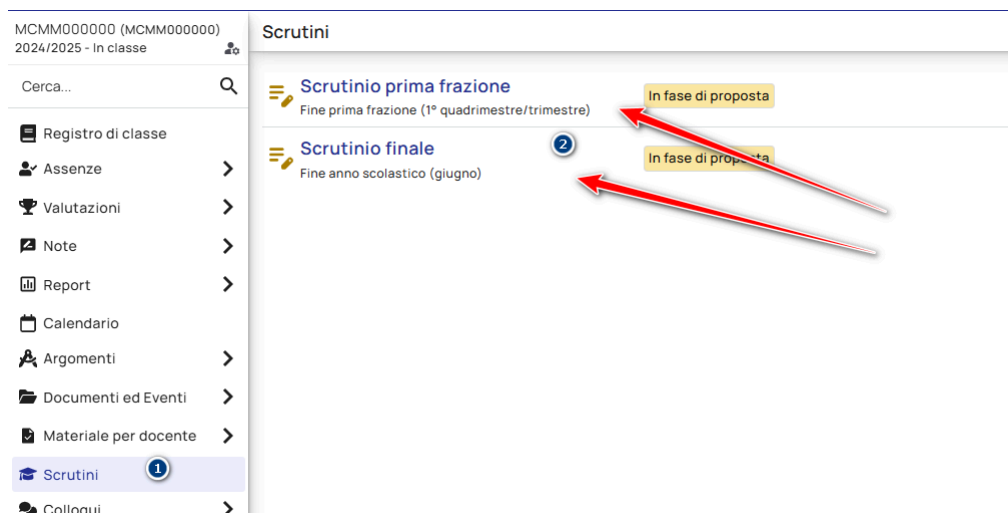 MCMM000000 (MCMM000000)
2024/2025 - In classe
Cerca...
Registro di classe
Assenze
Valutazioni
Note
Report
Calendario
Argomenti
Documenti ed Eventi
Materiale per docente
Scrutini
1
Colloqui
Scrutini
Scrutinio prima frazione
In fase di proposta
Fine prima frazione (1° quadrimestre/trimestre)
Scrutinio finale
2
In fase di proposta
Fine anno scolastico (giugno)